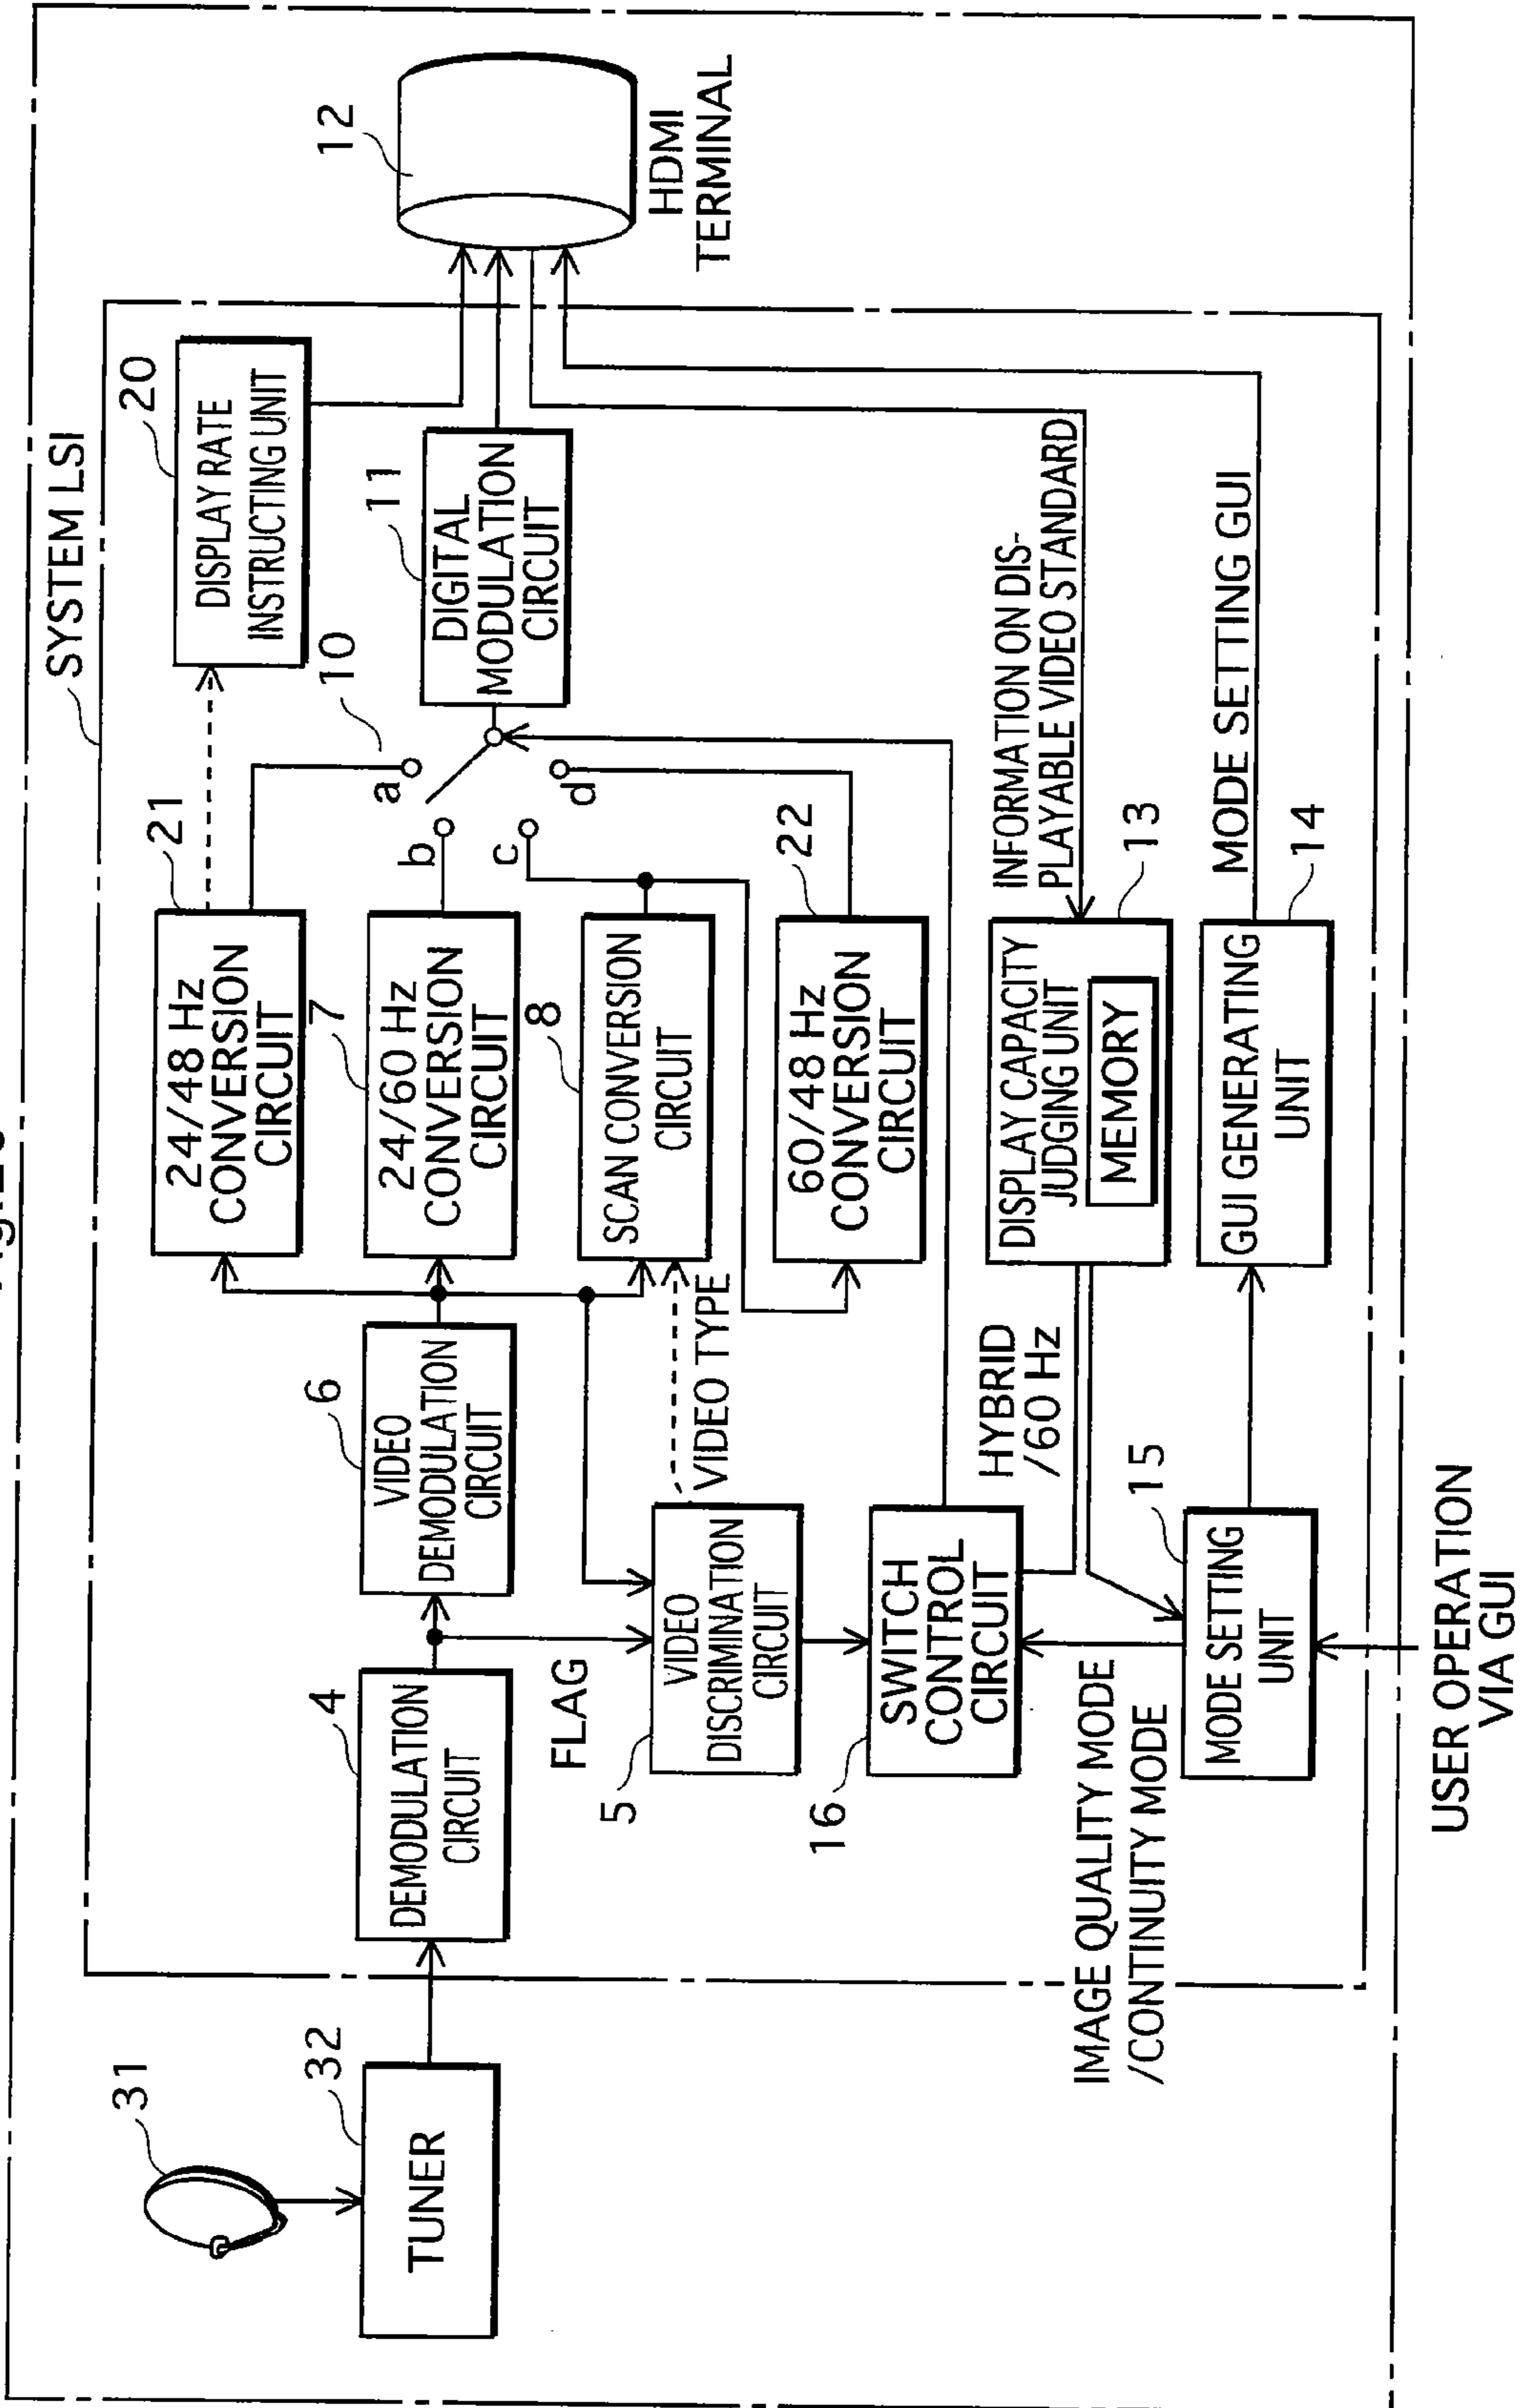 SYSTEM LSI
31
32
TUNER
4
DEMODULATION
CIRCUIT
6
VIDEO
DEMODULATION
CIRCUIT
21
24/48 Hz
CONVERSION
CIRCUIT
7
24/60 Hz
CONVERSION
CIRCUIT
8
SCAN CONVERSION
CIRCUIT
22
60/48 Hz
CONVERSION
CIRCUIT
10
a
b
c
d
20
DISPLAY RATE
INSTRUCTING UNIT
11
DIGITAL
MODULATION
CIRCUIT
12
HDMI
TERMINAL
FLAG
5
VIDEO
DISCRIMINATION
CIRCUIT
VIDEO TYPE
16
SWITCH
CONTROL
CIRCUIT
HYBRID
/60 Hz
INFORMATION ON DIS-
PLAYABLE VIDEO STANDARD
13
DISPLAY CAPACITY
JUDGING UNIT
MEMORY
MODE SETTING GUI
14
GUI GENERATING
UNIT
15
MODE SETTING
UNIT
IMAGE QUALITY MODE
/CONTINUITY MODE
USER OPERATION
VIA GUI